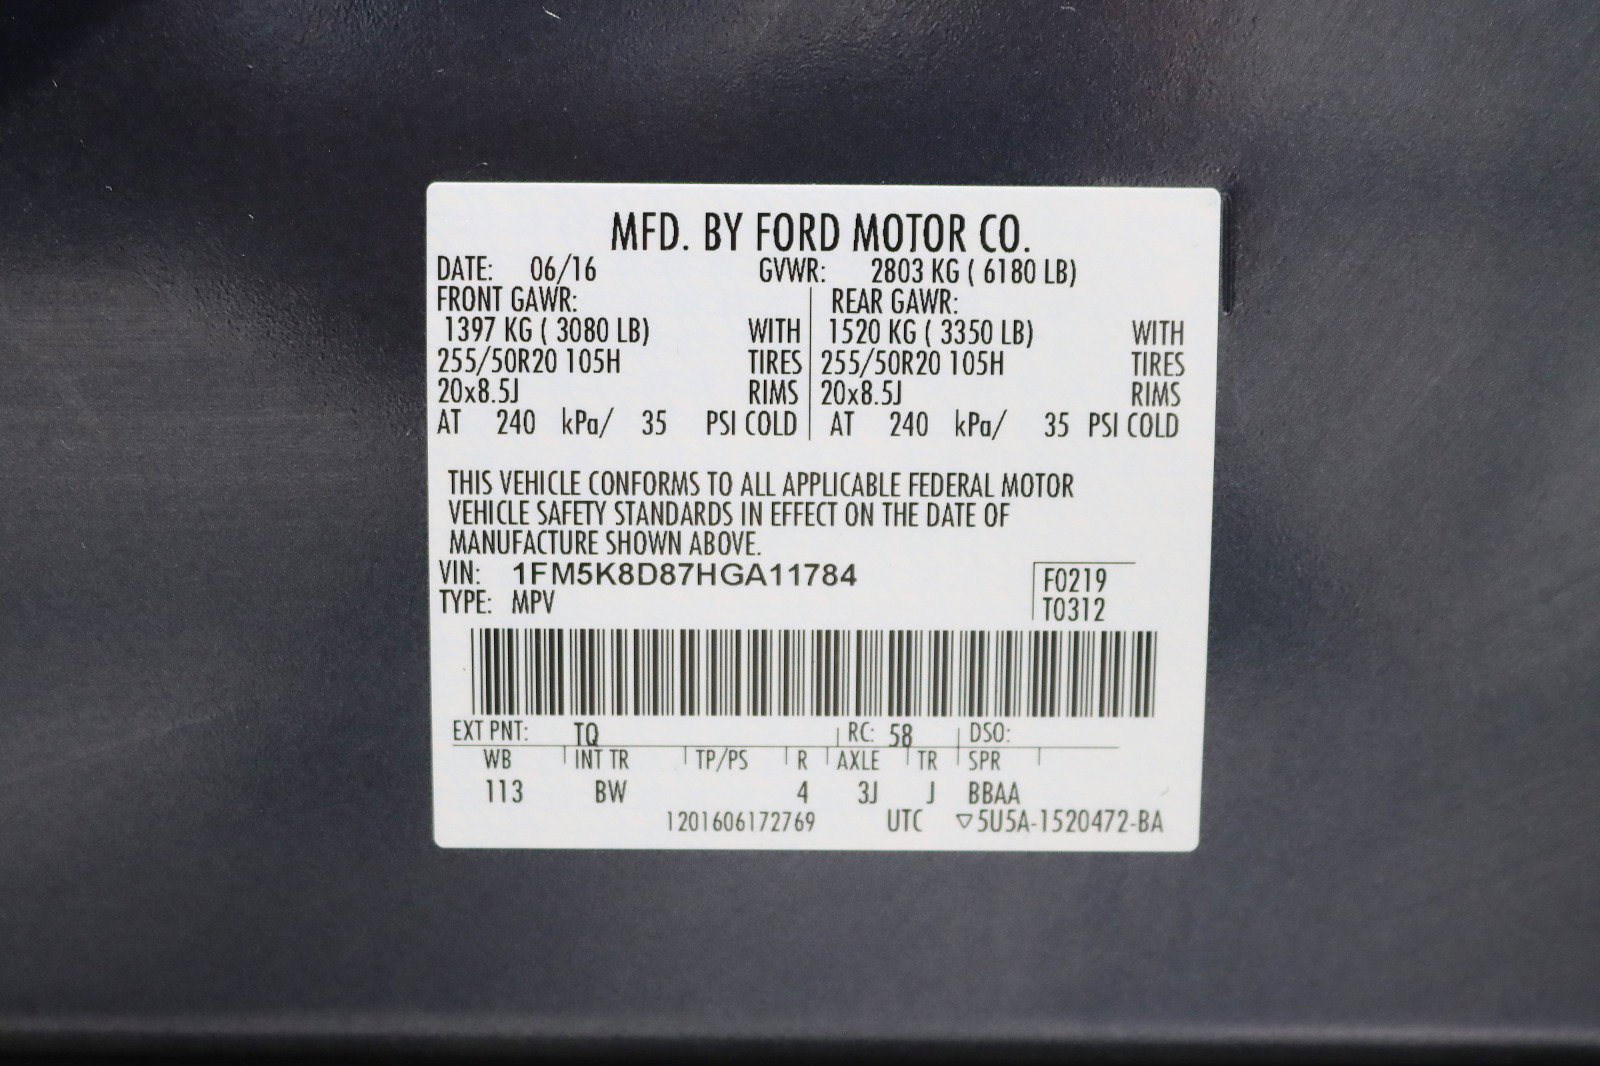 MFD. BY FORD MOTOR CO.
DATE: 06/16 GVWR: 2803 KG ( 6180 LB)
FRONT GAWR: REAR GAWR:
1397 KG ( 3080 LB) WITH 1520 KG ( 3350 LB) WITH
255/50R20 105H TIRES 255/50R20 105H TIRES
20x8.5J RIMS 20x8.5J RIMS
AT 240 kPa/ 35 PSI COLD AT 240 kPa/ 35 PSI COLD
THIS VEHICLE CONFORMS TO ALL APPLICABLE FEDERAL MOTOR
VEHICLE SAFETY STANDARDS IN EFFECT ON THE DATE OF
MANUFACTURE SHOWN ABOVE.
VIN: 1FM5K8D87HGA11784 F0219
TYPE: MPV T0312
EXT PNT: TQ RC: 58 DSO:
WB INT TR TP/PS R AXLE TR SPR
113 BW 4 3J J BBAA
1201606172769 UTC ▽5U5A-1520472-BA